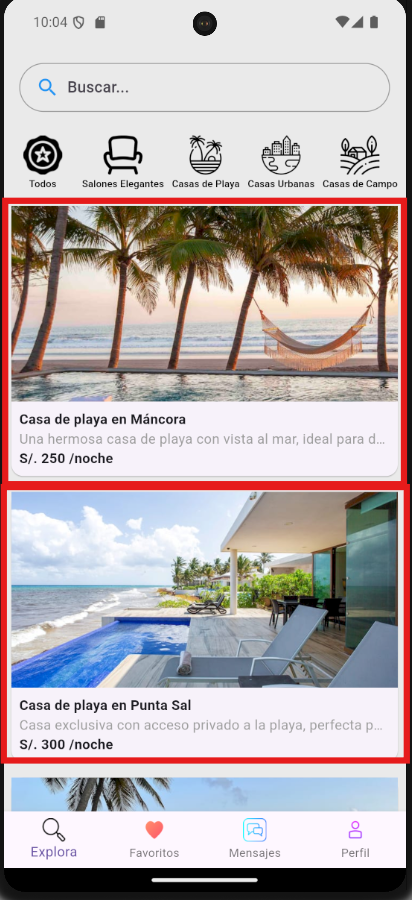 10:04
Buscar...
Todos
Salones Elegantes
Casas de Playa
Casas Urbanas
Casas de Campo
Casa de playa en Máncora
Una hermosa casa de playa con vista al mar, ideal para d...
S/. 250 /noche
Casa de playa en Punta Sal
Casa exclusiva con acceso privado a la playa, perfecta p...
S/. 300 /noche
Explora
Favoritos
Mensajes
Perfil